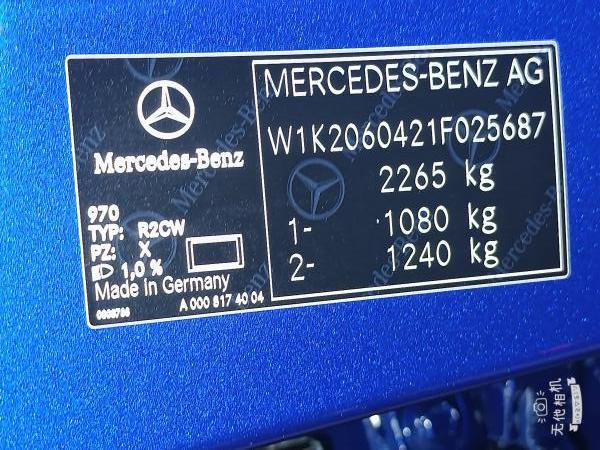 Mercedes-Benz
970
TYP: R2CW
PZ: X
1,0 %
Made in Germany
A 000 817 40 04
MERCEDES-BENZ AG
W1K2060421F025687
2265 kg
1- 1080 kg
2- 1240 kg
无他相机